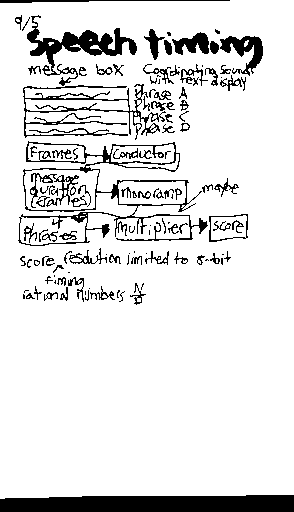 9/5
speech timing
message box
Coordinating sound
with text display
Phrase A
Phrase B
Phrase C
Phrase D
Frames
Conductor
message
duration
(frames)
monoramp
maybe
4
Phrases
multiplier
score
score resolution limited to 8-bit
timing
rational numbers N/D